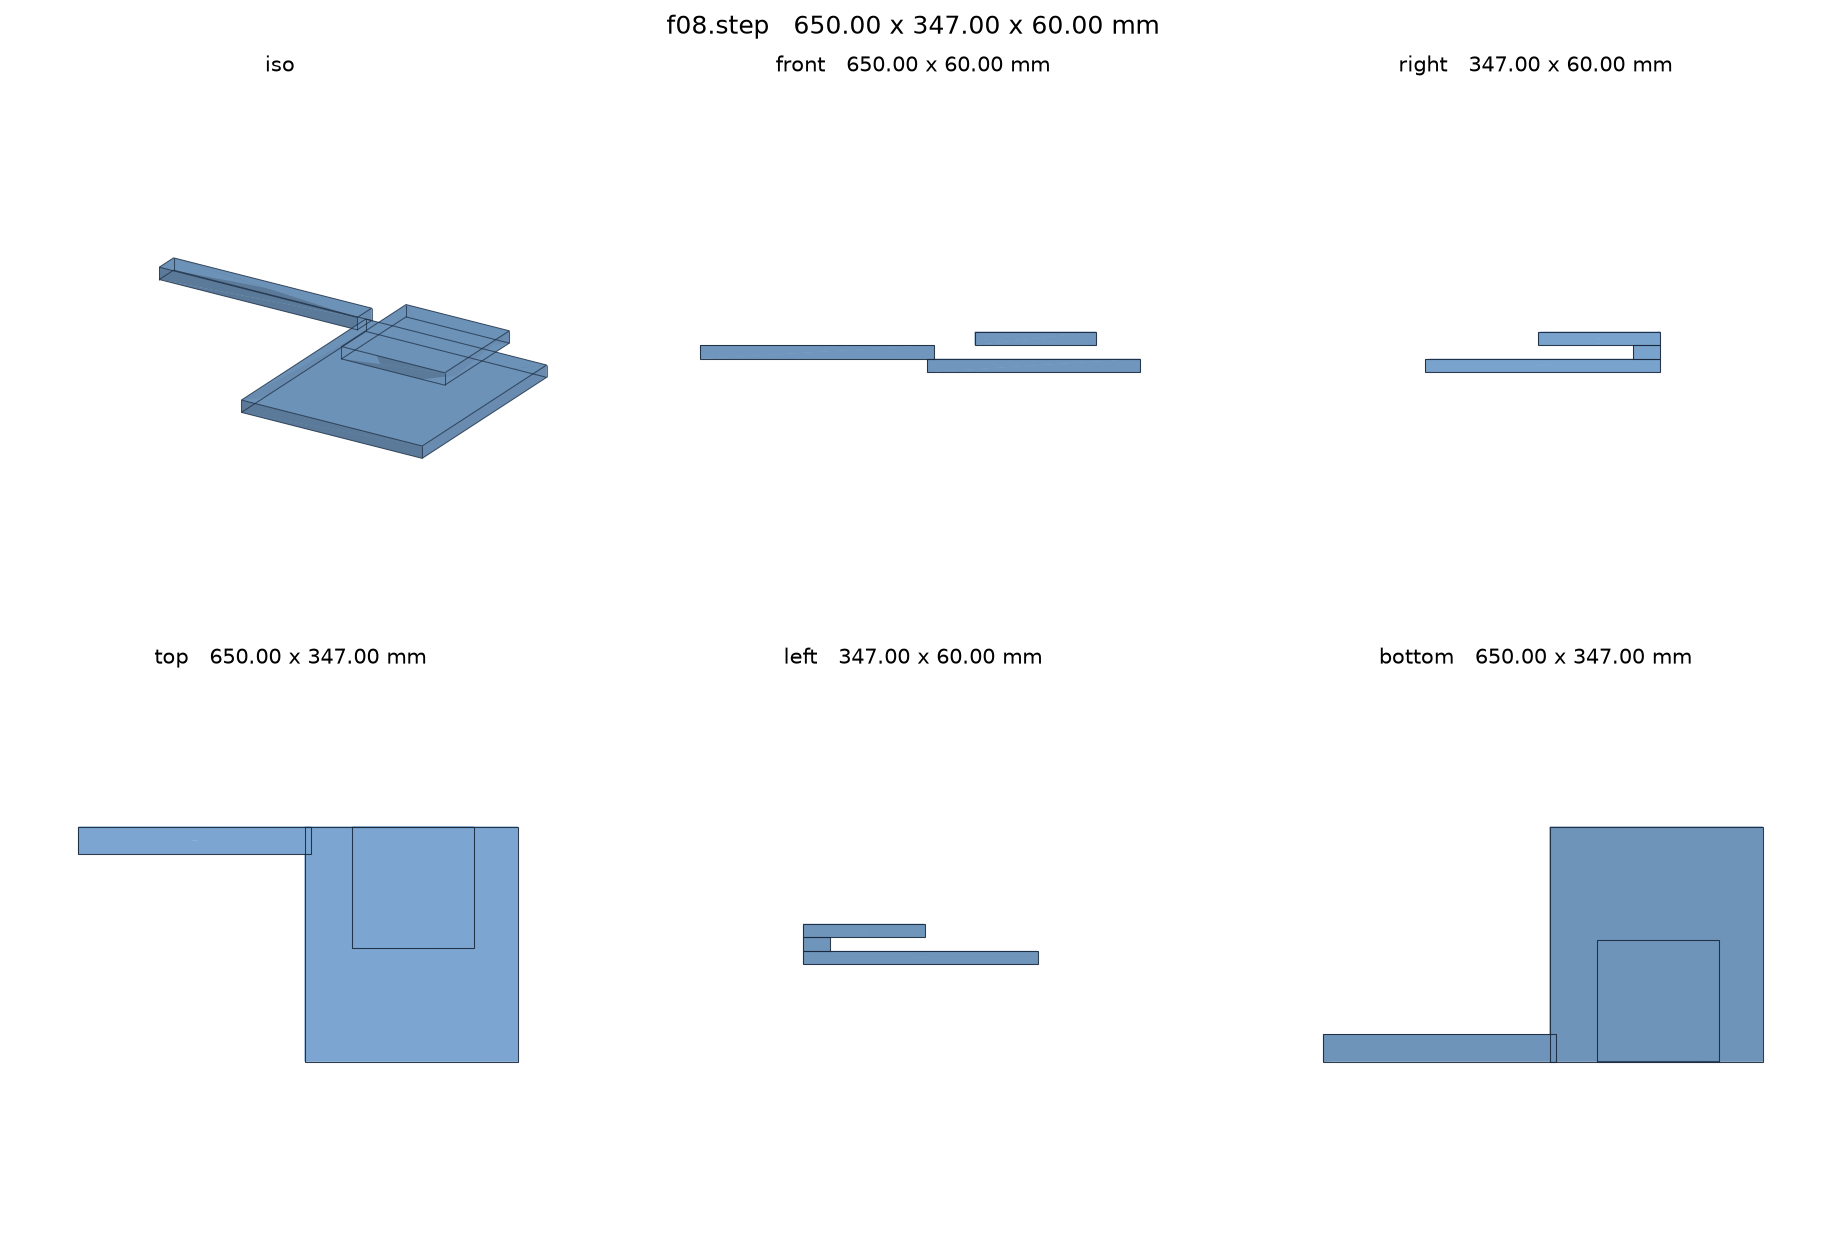 f08.step   650.00 x 347.00 x 60.00 mm
iso
front   650.00 x 60.00 mm
right   347.00 x 60.00 mm
top   650.00 x 347.00 mm
left   347.00 x 60.00 mm
bottom   650.00 x 347.00 mm